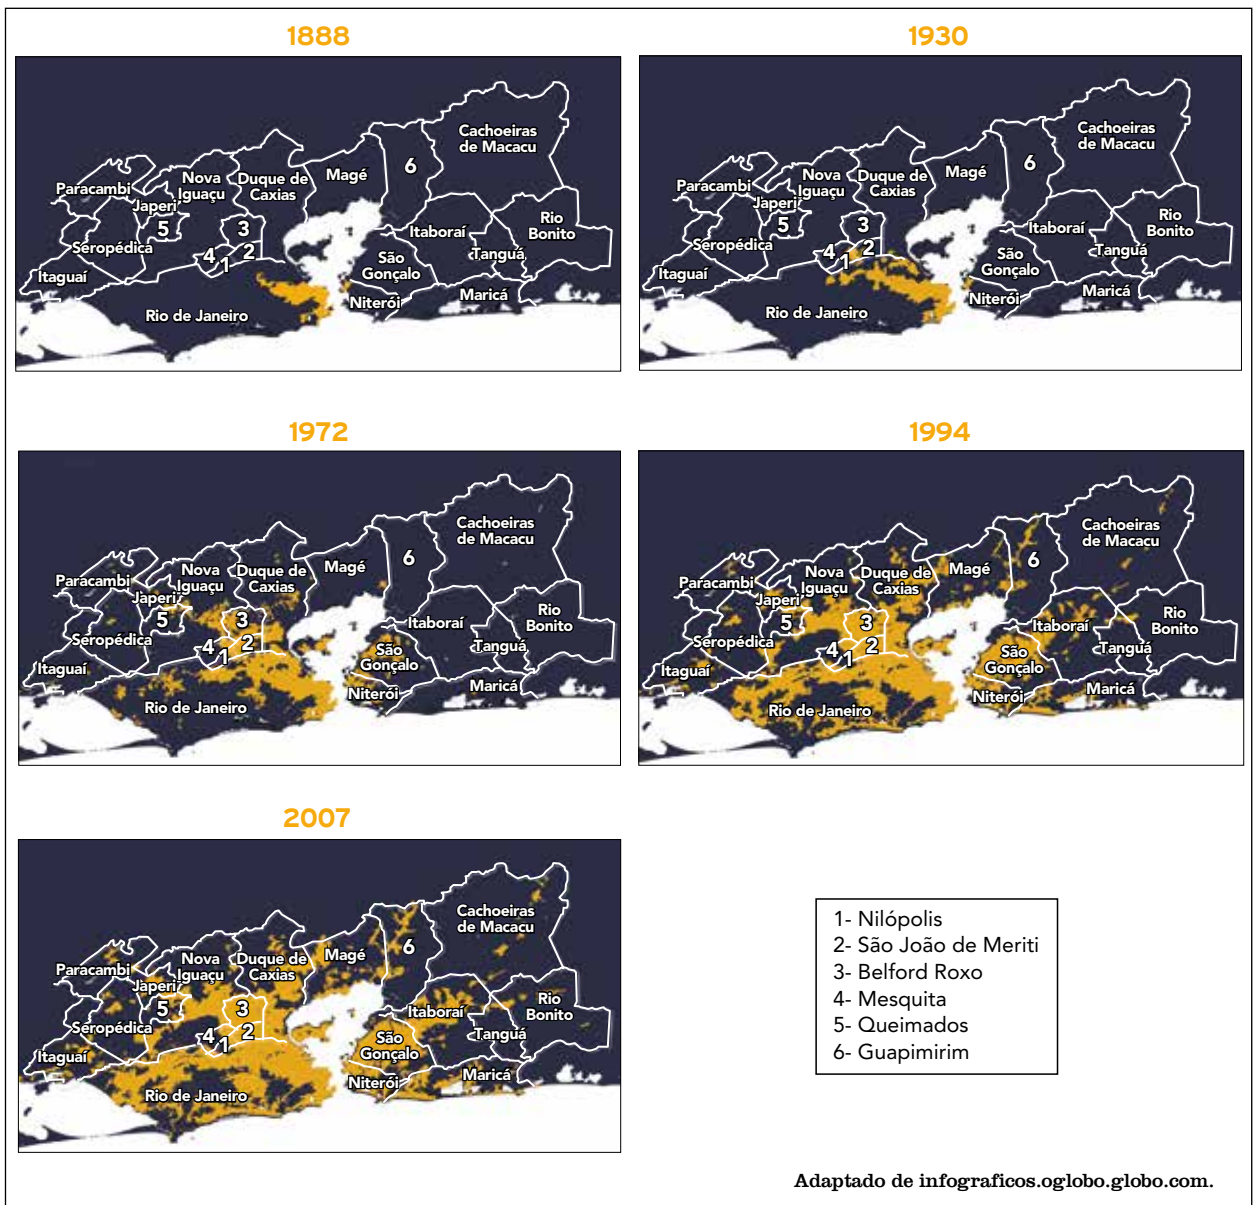 1888
Cachoeiras
de Macacu
6
Magé
Nova
Iguaçu
Duque de
Caxias
Paracambi
Japeri
5
3
Rio
Bonito
Itaboraí
Seropédica
4
2
1
São
Gonçalo
Tanguá
Itaguaí
Niterói
Maricá
Rio de Janeiro
1930
Cachoeiras
de Macacu
6
Magé
Nova
Iguaçu
Duque de
Caxias
Paracambi
Japeri
5
3
Rio
Bonito
Itaboraí
Seropédica
4
2
1
São
Gonçalo
Tanguá
Itaguaí
Niterói
Maricá
Rio de Janeiro
1972
Cachoeiras
de Macacu
6
Magé
Nova
Iguaçu
Duque de
Caxias
Paracambi
Japeri
5
3
Rio
Bonito
Itaboraí
Seropédica
4
2
1
São
Gonçalo
Tanguá
Itaguaí
Niterói
Maricá
Rio de Janeiro
1994
Cachoeiras
de Macacu
6
Magé
Nova
Iguaçu
Duque de
Caxias
Paracambi
Japeri
5
3
Rio
Bonito
Itaboraí
Seropédica
4
2
1
São
Gonçalo
Tanguá
Itaguaí
Niterói
Maricá
Rio de Janeiro
2007
Cachoeiras
de Macacu
6
Magé
Nova
Iguaçu
Duque de
Caxias
Paracambi
Japeri
5
3
Rio
Bonito
Itaboraí
Seropédica
4
2
1
São
Gonçalo
Tanguá
Itaguaí
Niterói
Maricá
Rio de Janeiro
1- Nilópolis
2- São João de Meriti
3- Belford Roxo
4- Mesquita
5- Queimados
6- Guapimirim
Adaptado de infograficos.oglobo.globo.com.